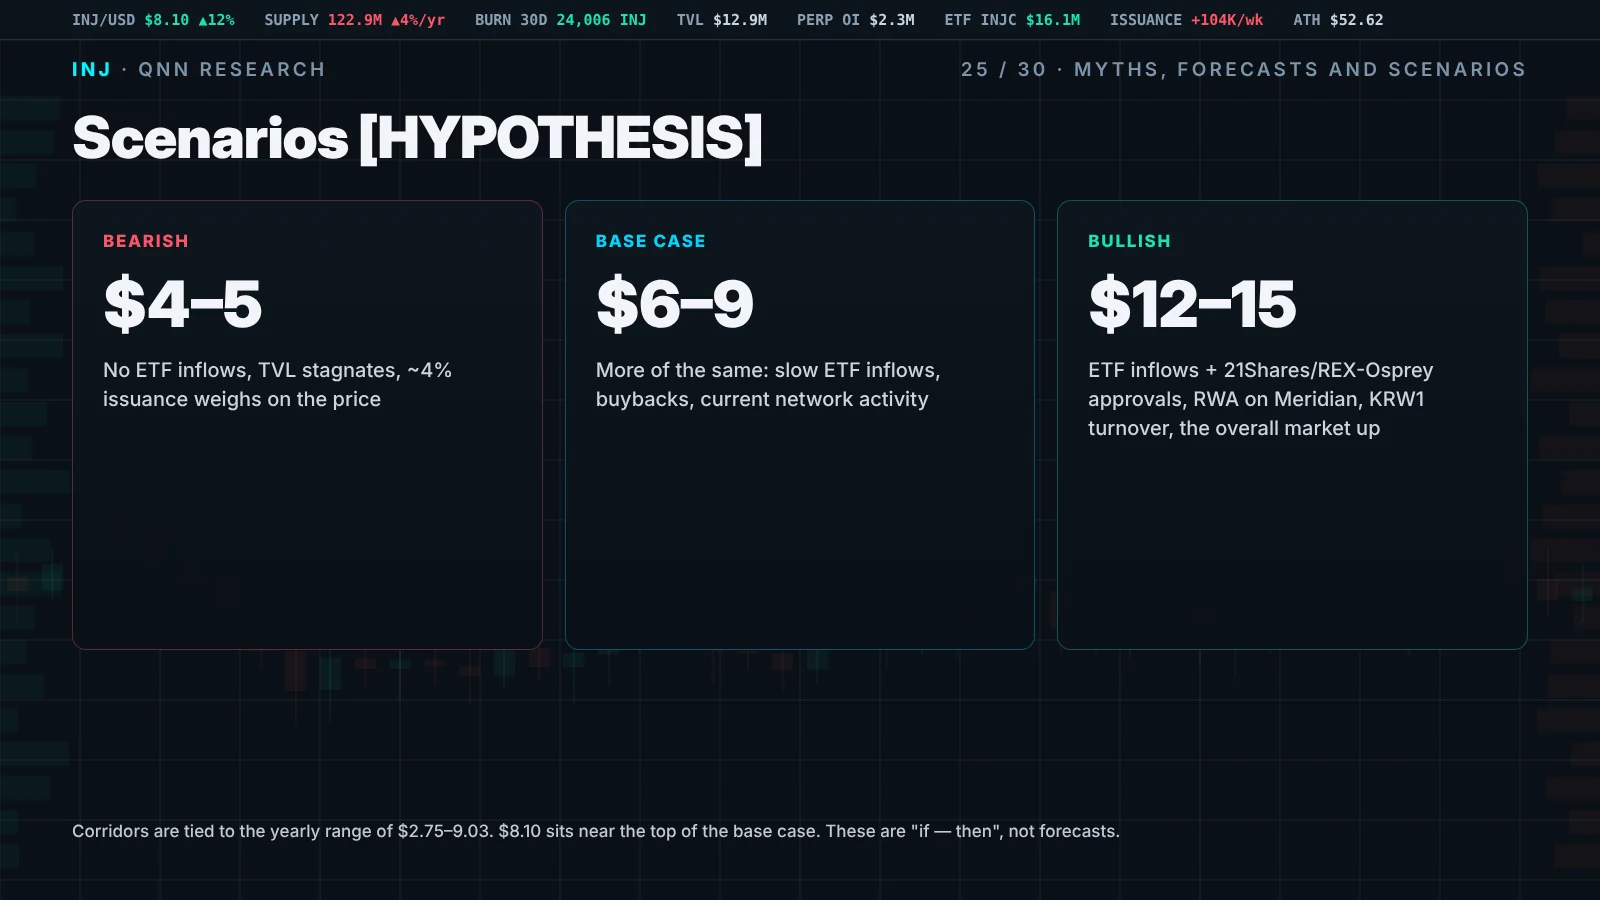 INJ/USD $8.10 ▲12% SUPPLY 122.9M ▲4%/yr BURN 30D 24,006 INJ TVL $12.9M PERP OI $2.3M ETF INJC $16.1M ISSUANCE +104K/wk ATH $52.62
INJ · QNN RESEARCH
25 / 30 · MYTHS, FORECASTS AND SCENARIOS
Scenarios [HYPOTHESIS]
BEARISH
$4–5
No ETF inflows, TVL stagnates, ~4%
issuance weighs on the price
BASE CASE
$6–9
More of the same: slow ETF inflows,
buybacks, current network activity
BULLISH
$12–15
ETF inflows + 21Shares/REX-Osprey
approvals, RWA on Meridian, KRW1
turnover, the overall market up
Corridors are tied to the yearly range of $2.75–9.03. $8.10 sits near the top of the base case. These are "if — then", not forecasts.